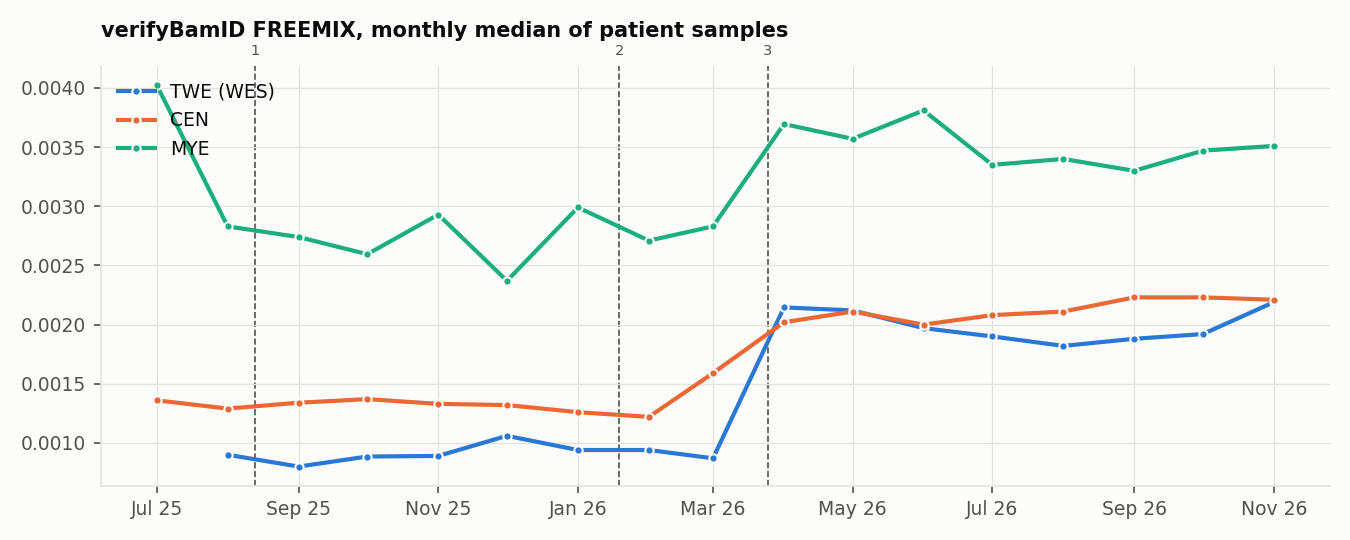 verifyBamID FREEMIX, monthly median of patient samples
1 2 3
TWE (WES)
CEN
MYE
0.0040
0.0035
0.0030
0.0025
0.0020
0.0015
0.0010
Jul 25 Sep 25 Nov 25 Jan 26 Mar 26 May 26 Jul 26 Sep 26 Nov 26